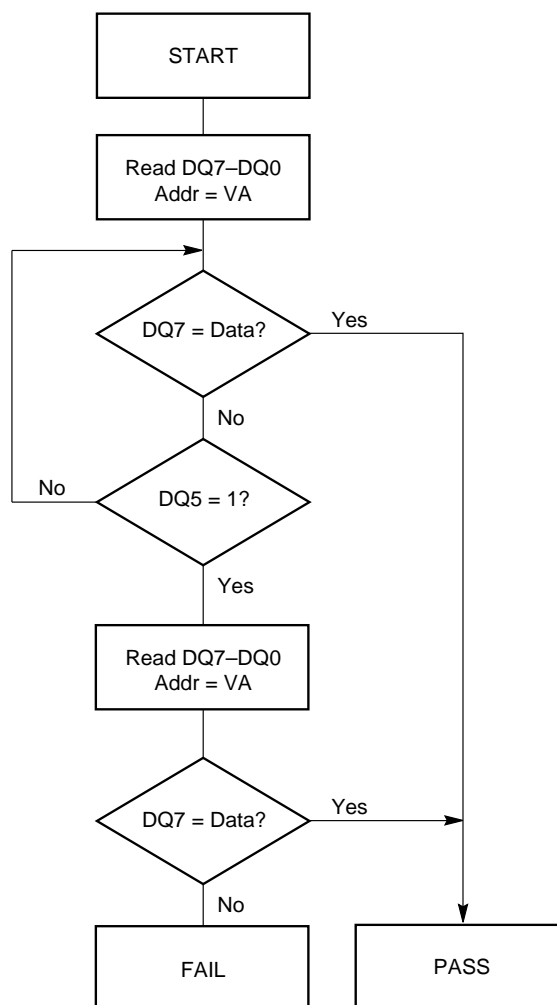 START
Read DQ7–DQ0
Addr = VA
DQ7 = Data?
Yes
No
No
DQ5 = 1?
Yes
Read DQ7–DQ0
Addr = VA
DQ7 = Data?
Yes
No
FAIL
PASS